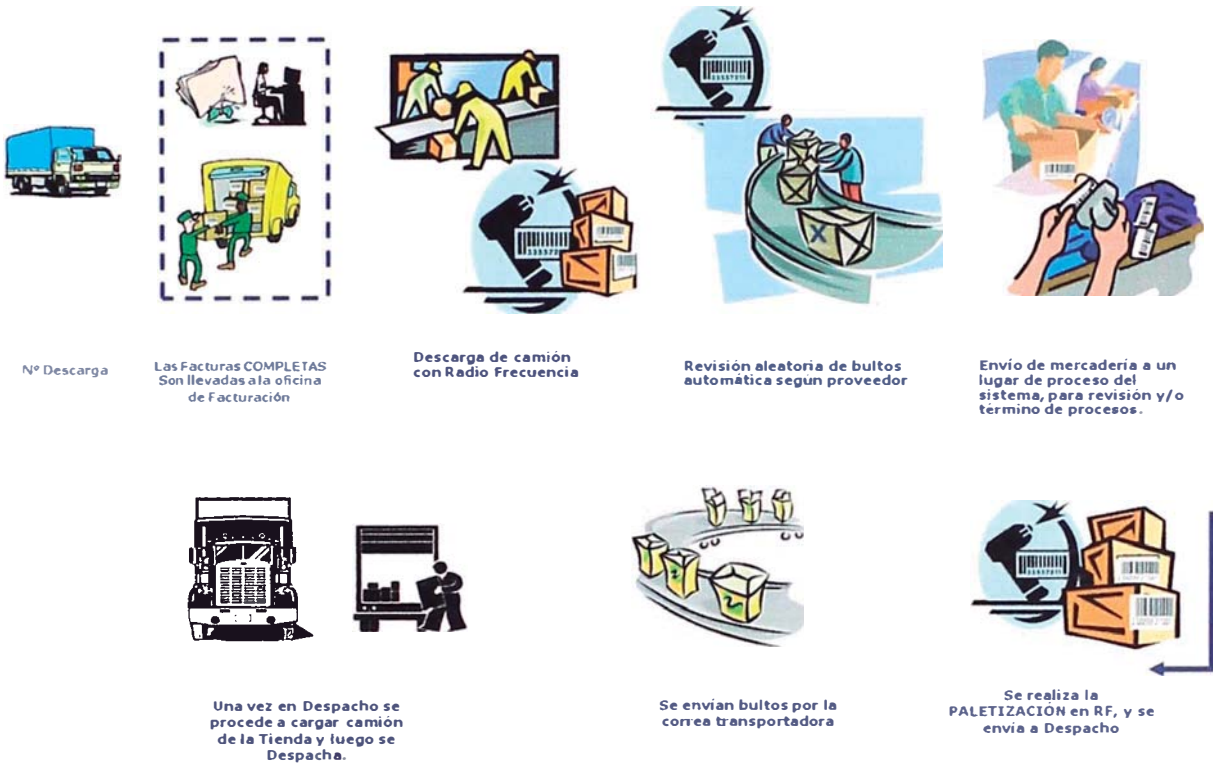 Nº Descarga
Las Facturas COMPLETAS
Son llevadas a la oficina
de Facturación
Descarga de camión
con Radio Frecuencia
Revisión aleatoria de bultos
automática según proveedor
Envío de mercadería a un
lugar de proceso del
sistema, para revisión y/o
término de procesos.
Una vez en Despacho se
procede a cargar camión
de la Tienda y luego se
Despacha.
Se envían bultos por la
correa transportadora
Se realiza la
PALETIZACIÓN en RF, y se
envía a Despacho